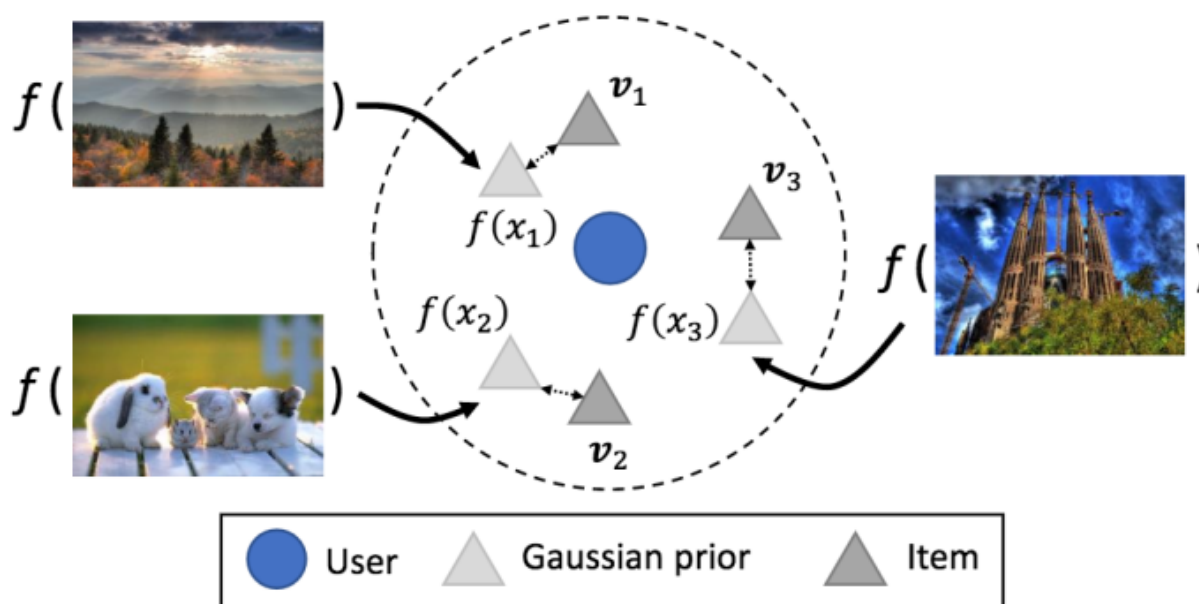 f( )
v₁
v₃
f(x₁)
f( )
f(x₂)
f(x₃)
f( )
v₂
User
Gaussian prior
Item